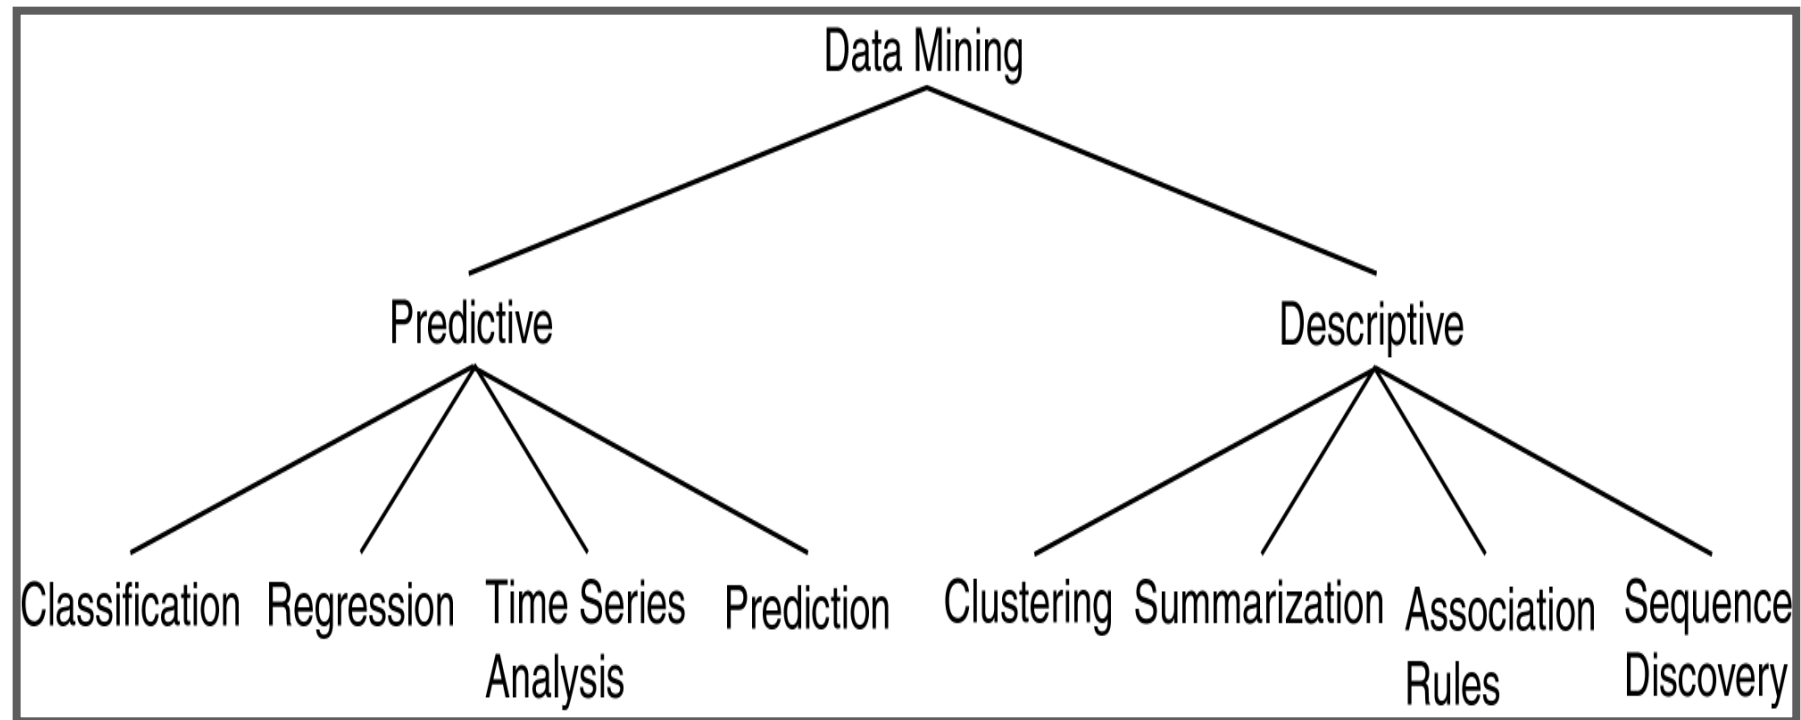 Data Mining
Predictive
Descriptive
Classification
Regression
Time Series
Analysis
Prediction
Clustering
Summarization
Association
Rules
Sequence
Discovery